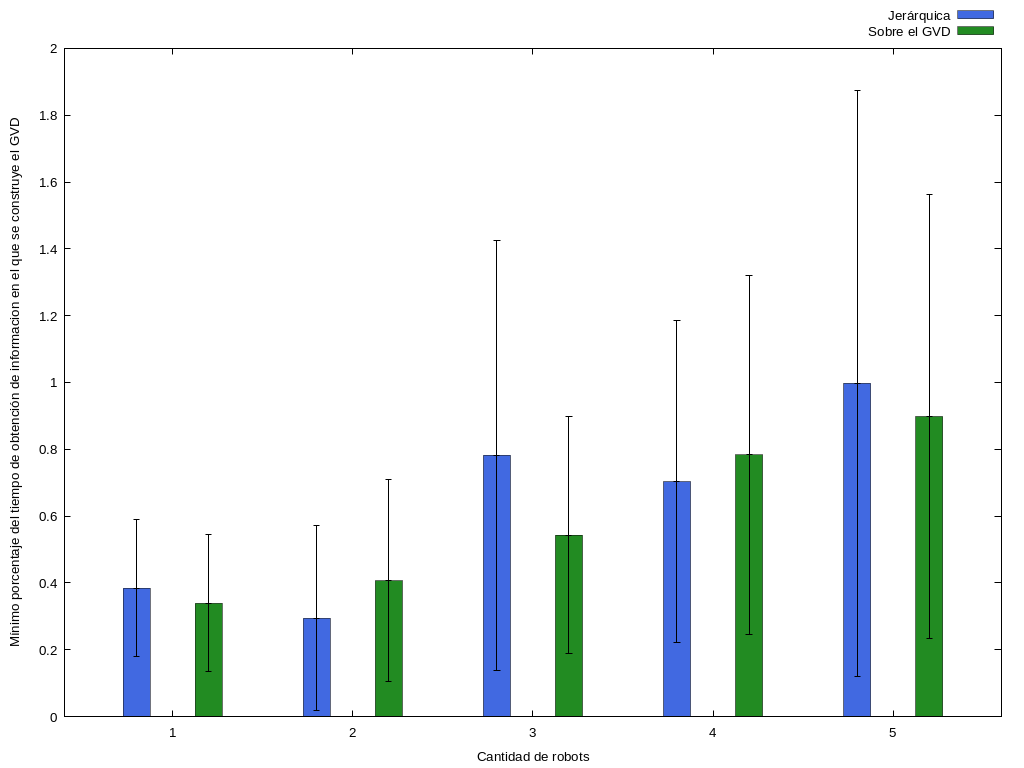 Jerárquica
Sobre el GVD
Mínimo porcentaje del tiempo de obtención de informacion en el que se construye el GVD
2
1.8
1.6
1.4
1.2
1
0.8
0.6
0.4
0.2
0
1 2 3 4 5
Cantidad de robots